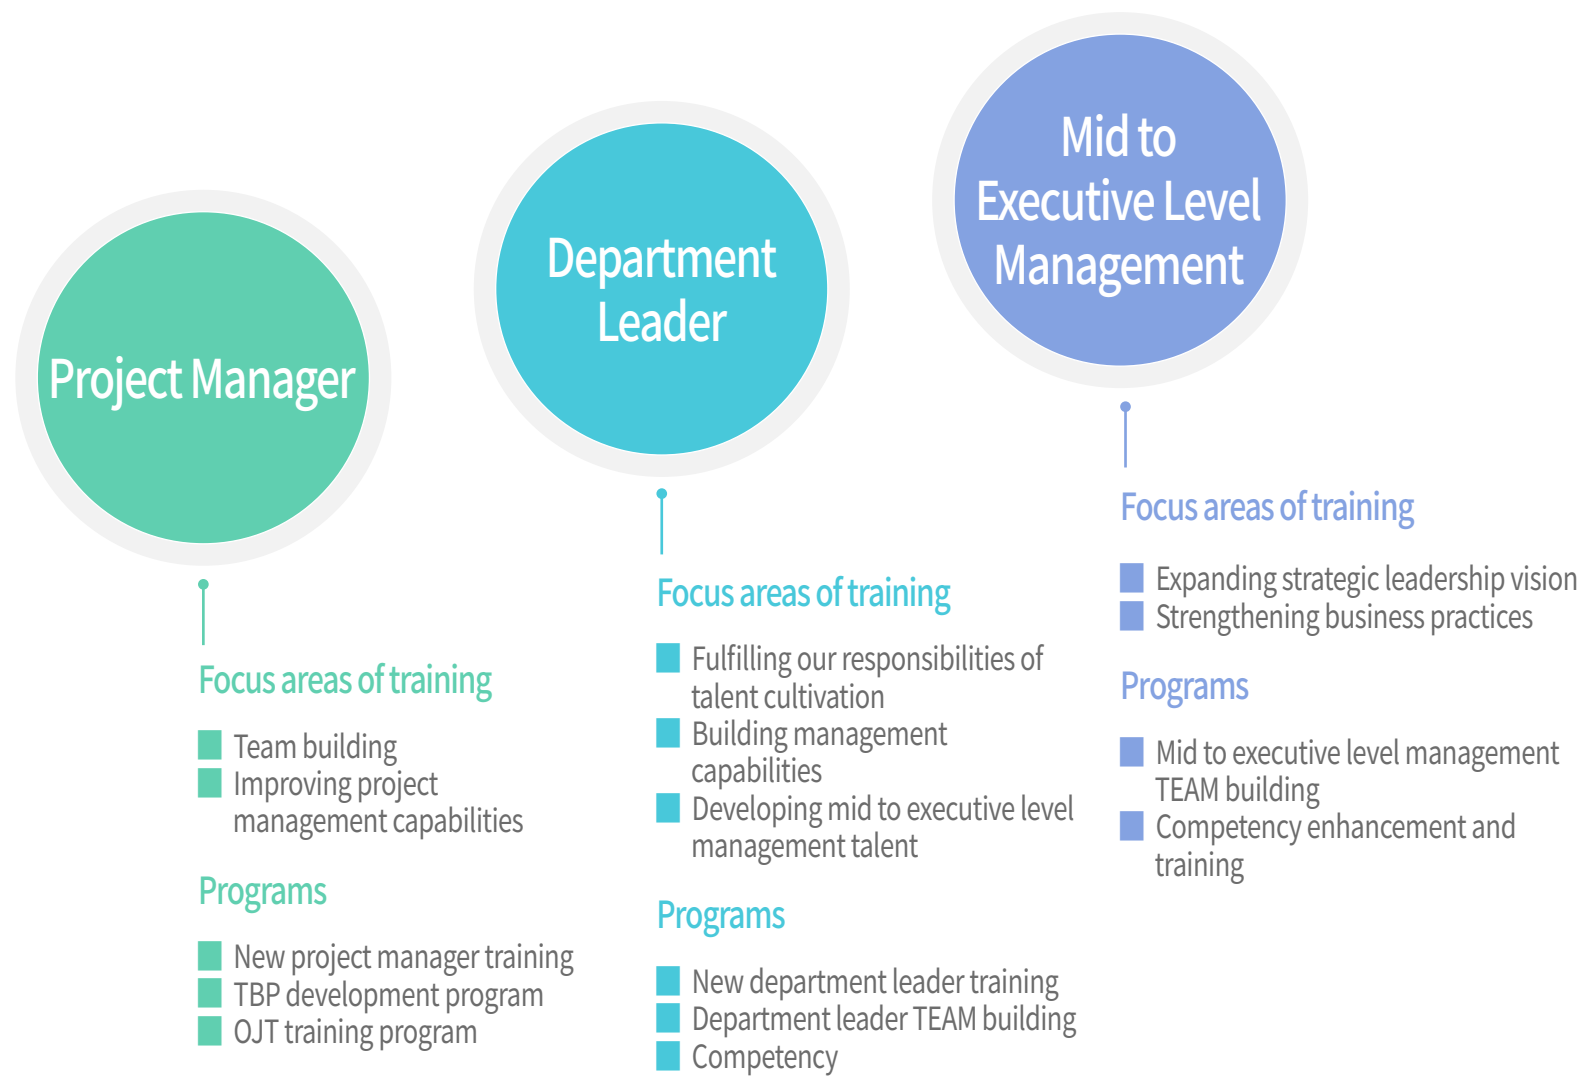 Project Manager
Focus areas of training
Team building
Improving project
management capabilities
Programs
New project manager training
TBP development program
OJT training program
Department
Leader
Focus areas of training
Fulfilling our responsibilities of
talent cultivation
Building management
capabilities
Developing mid to executive level
management talent
Programs
New department leader training
Department leader TEAM building
Competency
Mid to
Executive Level
Management
Focus areas of training
Expanding strategic leadership vision
Strengthening business practices
Programs
Mid to executive level management
TEAM building
Competency enhancement and
training